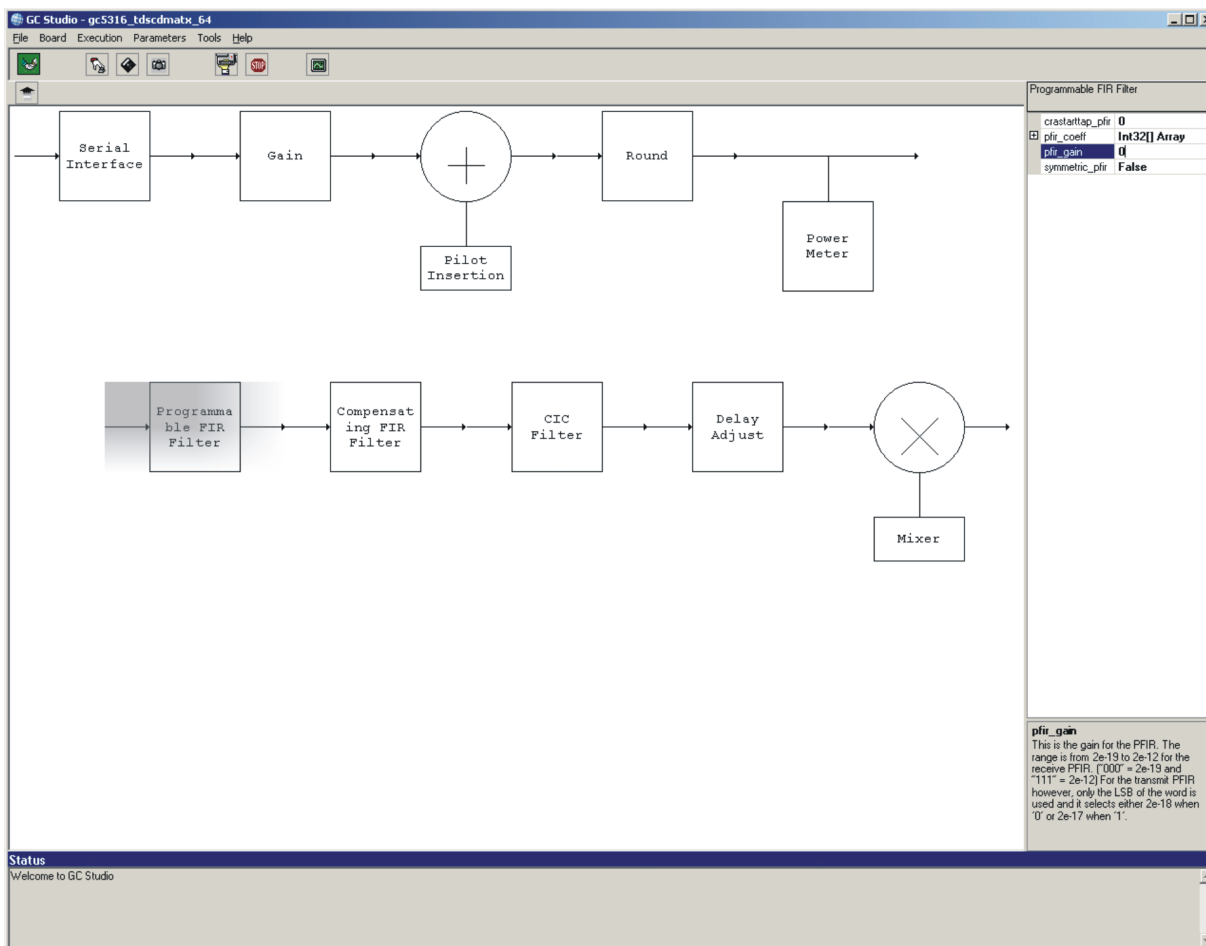 GC Studio - gc5316_tdscdmatx_64
File Board Execution Parameters Tools Help
STOP
Programmable FIR Filter
crastarttap_pfir 0
pfir_coeff Int32[] Array
pfir_gain 0
symmetric_pfir False
Serial
Interface
Gain
Pilot
Insertion
Round
Power
Meter
Programma
ble FIR
Filter
Compensat
ing FIR
Filter
CIC
Filter
Delay
Adjust
Mixer
pfir_gain
This is the gain for the PFIR. The
range is from 2e-19 to 2e-12 for the
receive PFIR. ("000" = 2e-19 and
"111" = 2e-12) For the transmit PFIR
however, only the LSB of the word is
used and it selects either 2e-18 when
'0' or 2e-17 when '1'.
Status
Welcome to GC Studio